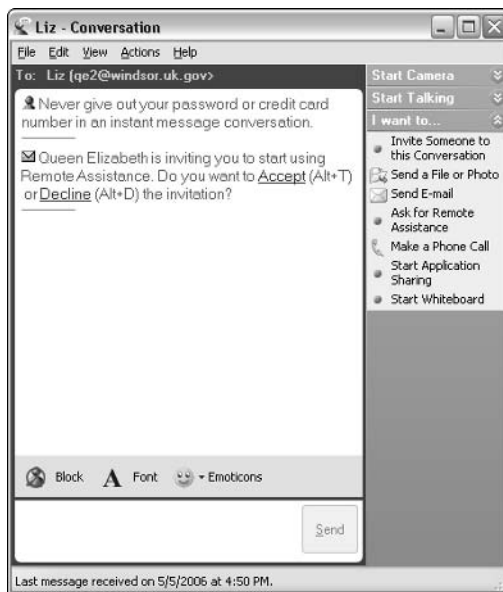 Liz - Conversation
File Edit View Actions Help
To: Liz (qe2@windsor.uk.gov>
Never give out your password or credit card
number in an instant message conversation.
Queen Elizabeth is inviting you to start using
Remote Assistance. Do you want to Accept (Alt+T)
or Decline (Alt+D) the invitation?
Block A Font Emoticons
Send
Last message received on 5/5/2006 at 4:50 PM.
Start Camera
Start Talking
I want to...
Invite Someone to
this Conversation
Send a File or Photo
Send E-mail
Ask for Remote
Assistance
Make a Phone Call
Start Application
Sharing
Start Whiteboard